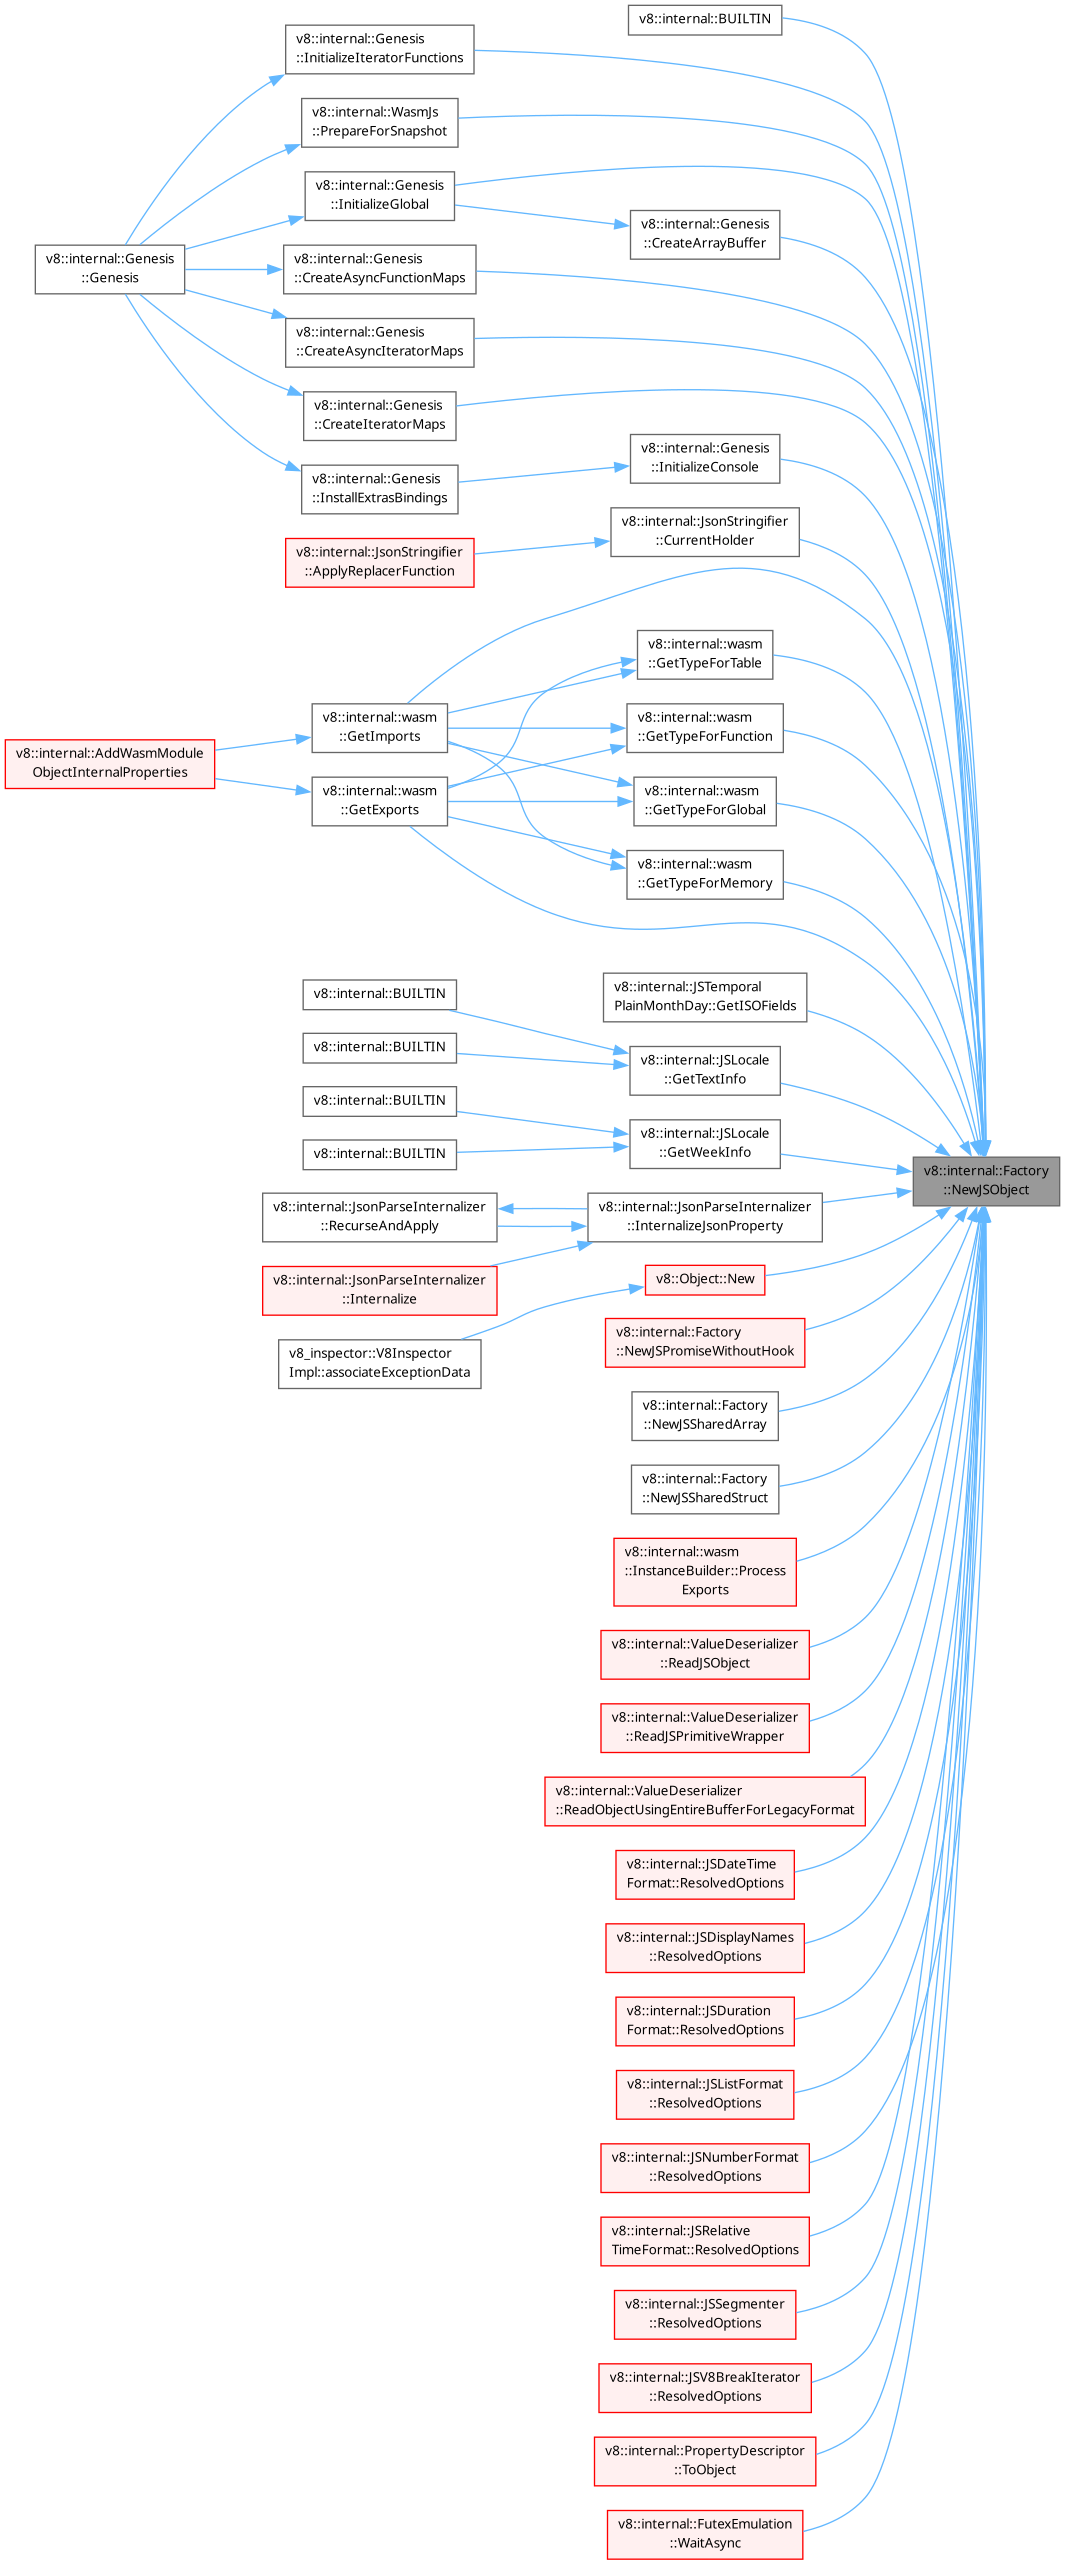 v8::internal::BUILTIN
v8::internal::Genesis
::InitializeIteratorFunctions
v8::internal::WasmJs
::PrepareForSnapshot
v8::internal::Genesis
::InitializeGlobal
v8::internal::Genesis
::CreateArrayBuffer
v8::internal::Genesis
::Genesis
v8::internal::Genesis
::CreateAsyncFunctionMaps
v8::internal::Genesis
::CreateAsyncIteratorMaps
v8::internal::Genesis
::CreateIteratorMaps
v8::internal::Genesis
::InitializeConsole
v8::internal::Genesis
::InstallExtrasBindings
v8::internal::JsonStringifier
::CurrentHolder
v8::internal::JsonStringifier
::ApplyReplacerFunction
v8::internal::wasm
::GetTypeForTable
v8::internal::wasm
::GetImports
v8::internal::wasm
::GetTypeForFunction
v8::internal::AddWasmModule
ObjectInternalProperties
v8::internal::wasm
::GetExports
v8::internal::wasm
::GetTypeForGlobal
v8::internal::wasm
::GetTypeForMemory
v8::internal::JSTemporal
PlainMonthDay::GetISOFields
v8::internal::BUILTIN
v8::internal::BUILTIN
v8::internal::JSLocale
::GetTextInfo
v8::internal::BUILTIN
v8::internal::BUILTIN
v8::internal::JSLocale
::GetWeekInfo
v8::internal::Factory
::NewJSObject
v8::internal::JsonParseInternalizer
::RecurseAndApply
v8::internal::JsonParseInternalizer
::InternalizeJsonProperty
v8::internal::JsonParseInternalizer
::Internalize
v8::Object::New
v8_inspector::V8Inspector
Impl::associateExceptionData
v8::internal::Factory
::NewJSPromiseWithoutHook
v8::internal::Factory
::NewJSSharedArray
v8::internal::Factory
::NewJSSharedStruct
v8::internal::wasm
::InstanceBuilder::Process
Exports
v8::internal::ValueDeserializer
::ReadJSObject
v8::internal::ValueDeserializer
::ReadJSPrimitiveWrapper
v8::internal::ValueDeserializer
::ReadObjectUsingEntireBufferForLegacyFormat
v8::internal::JSDateTime
Format::ResolvedOptions
v8::internal::JSDisplayNames
::ResolvedOptions
v8::internal::JSDuration
Format::ResolvedOptions
v8::internal::JSListFormat
::ResolvedOptions
v8::internal::JSNumberFormat
::ResolvedOptions
v8::internal::JSRelative
TimeFormat::ResolvedOptions
v8::internal::JSSegmenter
::ResolvedOptions
v8::internal::JSV8BreakIterator
::ResolvedOptions
v8::internal::PropertyDescriptor
::ToObject
v8::internal::FutexEmulation
::WaitAsync